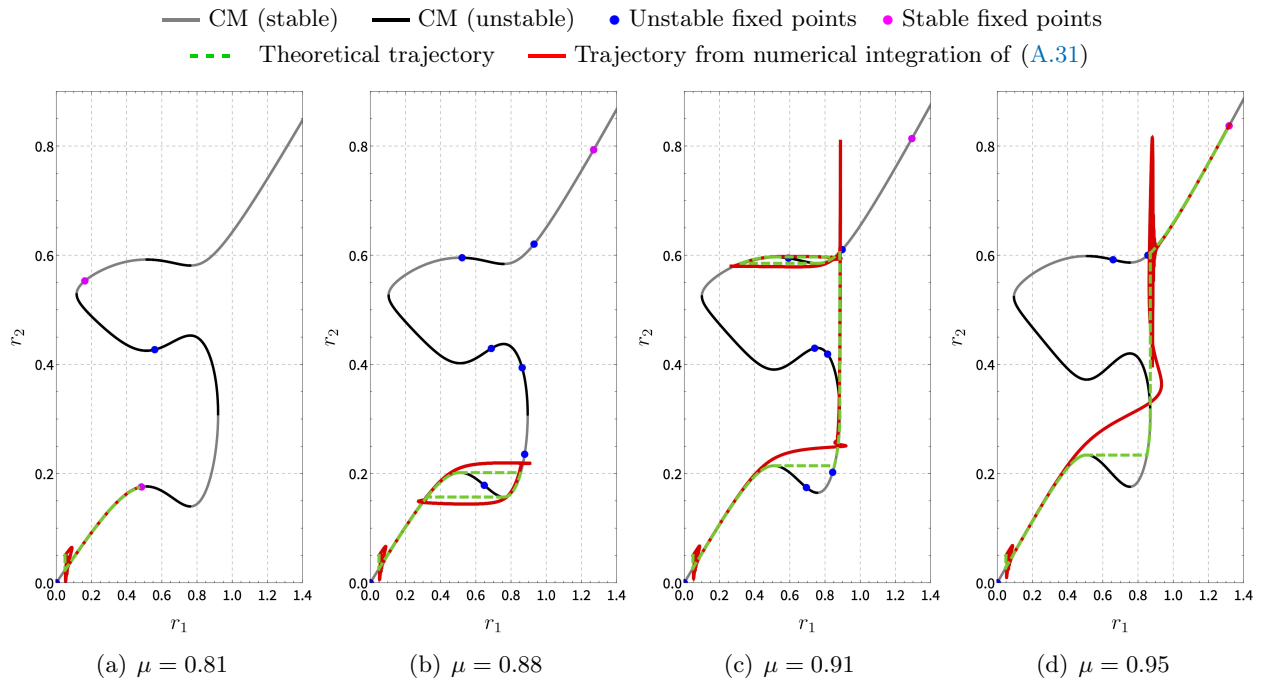 CM (stable) CM (unstable) Unstable fixed points Stable fixed points
Theoretical trajectory Trajectory from numerical integration of (A.31)
0.8 0.8 0.8 0.8
0.6 0.6 0.6 0.6
r2 r2 r2 r2
0.4 0.4 0.4 0.4
0.2 0.2 0.2 0.2
0.0 0.0 0.0 0.0
0.0 0.2 0.4 0.6 0.8 1.0 1.2 1.4 0.0 0.2 0.4 0.6 0.8 1.0 1.2 1.4 0.0 0.2 0.4 0.6 0.8 1.0 1.2 1.4 0.0 0.2 0.4 0.6 0.8 1.0 1.2 1.4
r1 r1 r1 r1
(a) μ = 0.81 (b) μ = 0.88 (c) μ = 0.91 (d) μ = 0.95